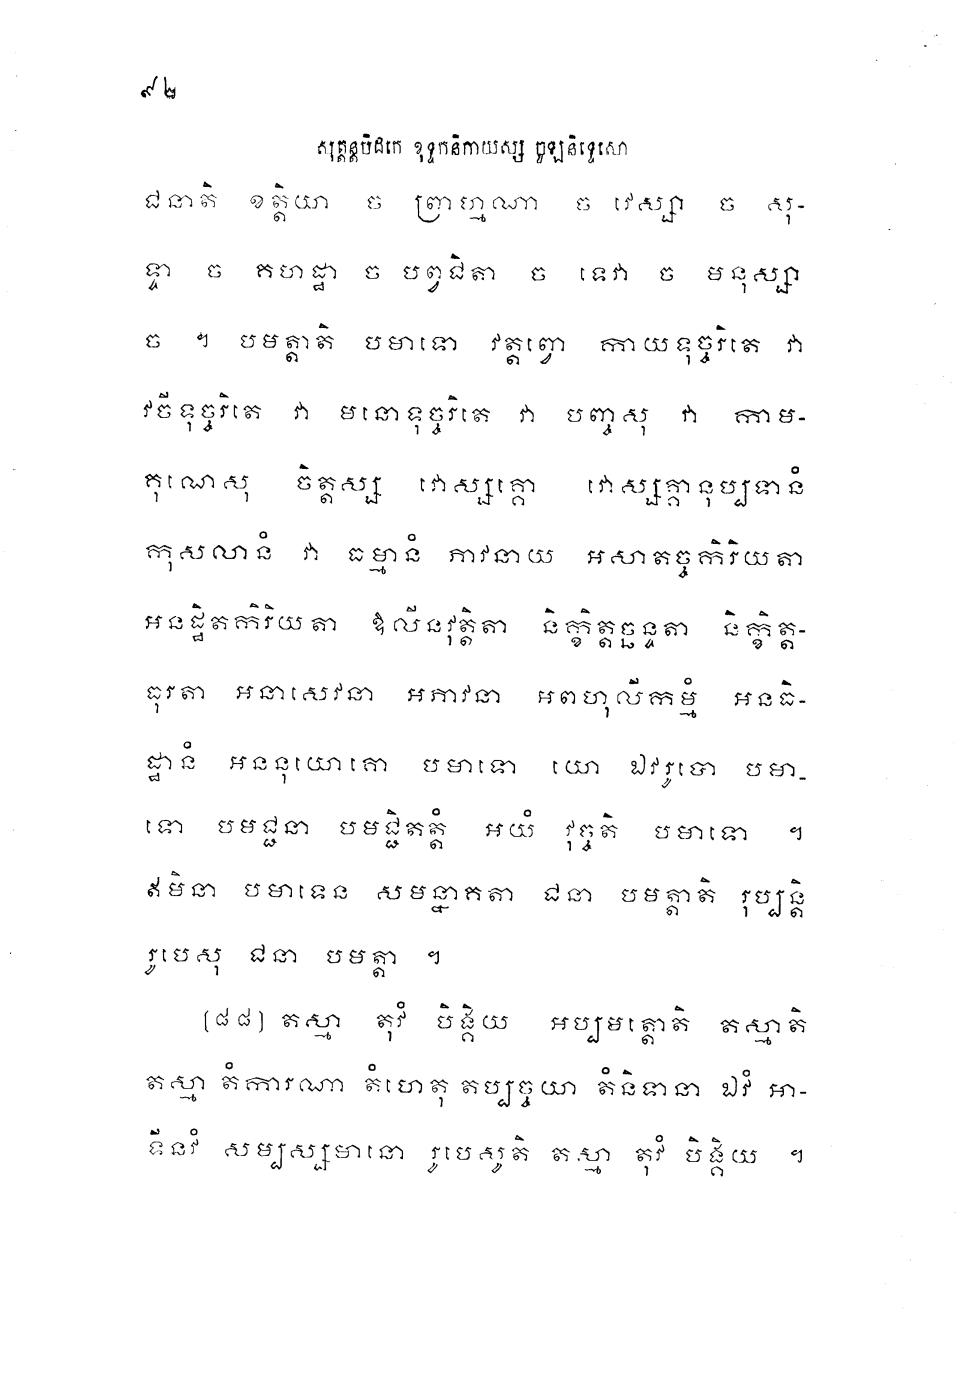 ៩២
សុត្តន្តបិដកេ ខុទ្ទកនិកាយស្ស ចូឡនិទ្ទេសោ
ជនាតិ ខត្តិយា ច ព្រាហ្មណា ច វេស្សា ច សុ-
ទ្ទា ច គហដ្ឋា ច បព្វជិតា ច ទេវា ច មនុស្សា
ច ។ បមត្តាតិ បមាទោ វត្តព្វោ កាយទុច្ចរិតេ វា
វចីទុច្ចរិតេ វា មនោទុច្ចរិតេ វា បញ្ចសុ វា កាម-
គុណេសុ ចិត្តស្ស វោស្សគ្គោ វោស្សគ្គានុប្បទានំ
កុសលានំ វា ធម្មានំ ភាវនាយ អសាតច្ចកិរិយតា
អនដ្ឋិតកិរិយតា ឱលីនវុត្តិតា និក្ខិត្តច្ឆន្ទតា និក្ខិត្ត-
ធុរតា អនាសេវនា អភាវនា អពហុលីកម្មំ អនធិ-
ដ្ឋានំ អននុយោគោ បមាទោ យោ ឯវរូបោ បមា-
ទោ បមជ្ជនា បមជ្ជិតត្តំ អយំ វុច្ចតិ បមាទោ ។
ឥមិនា បមាទេន សមន្នាគតា ជនា បមត្តាតិ រុប្បន្តិ
រូបេសុ ជនា បមត្តា ។
(៨៨) តស្មា តុវំ បិង្គិយ អប្បមត្តោតិ តស្មាតិ
តស្មា តំការណា តំហេតុ តប្បច្ចយា តំនិទានា ឯវំ អា-
ទីនវំ សម្បស្សមានោ រូបេសូតិ តស្មា តុវំ បិង្គិយ ។